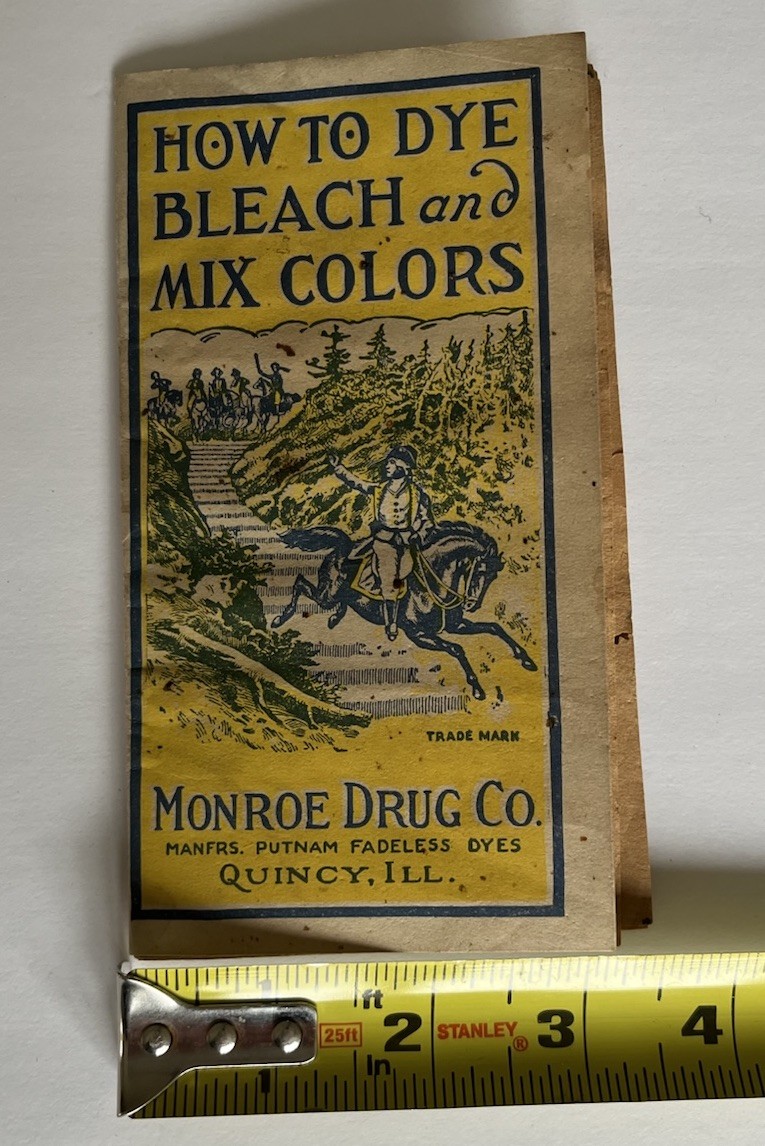 HOW TO DYE
BLEACH and
MIX COLORS
TRADE MARK
MONROE DRUG CO.
MANFRS. PUTNAM FADELESS DYES
QUINCY, ILL.
1 ft
25ft 2 STANLEY® 3 4
1 In